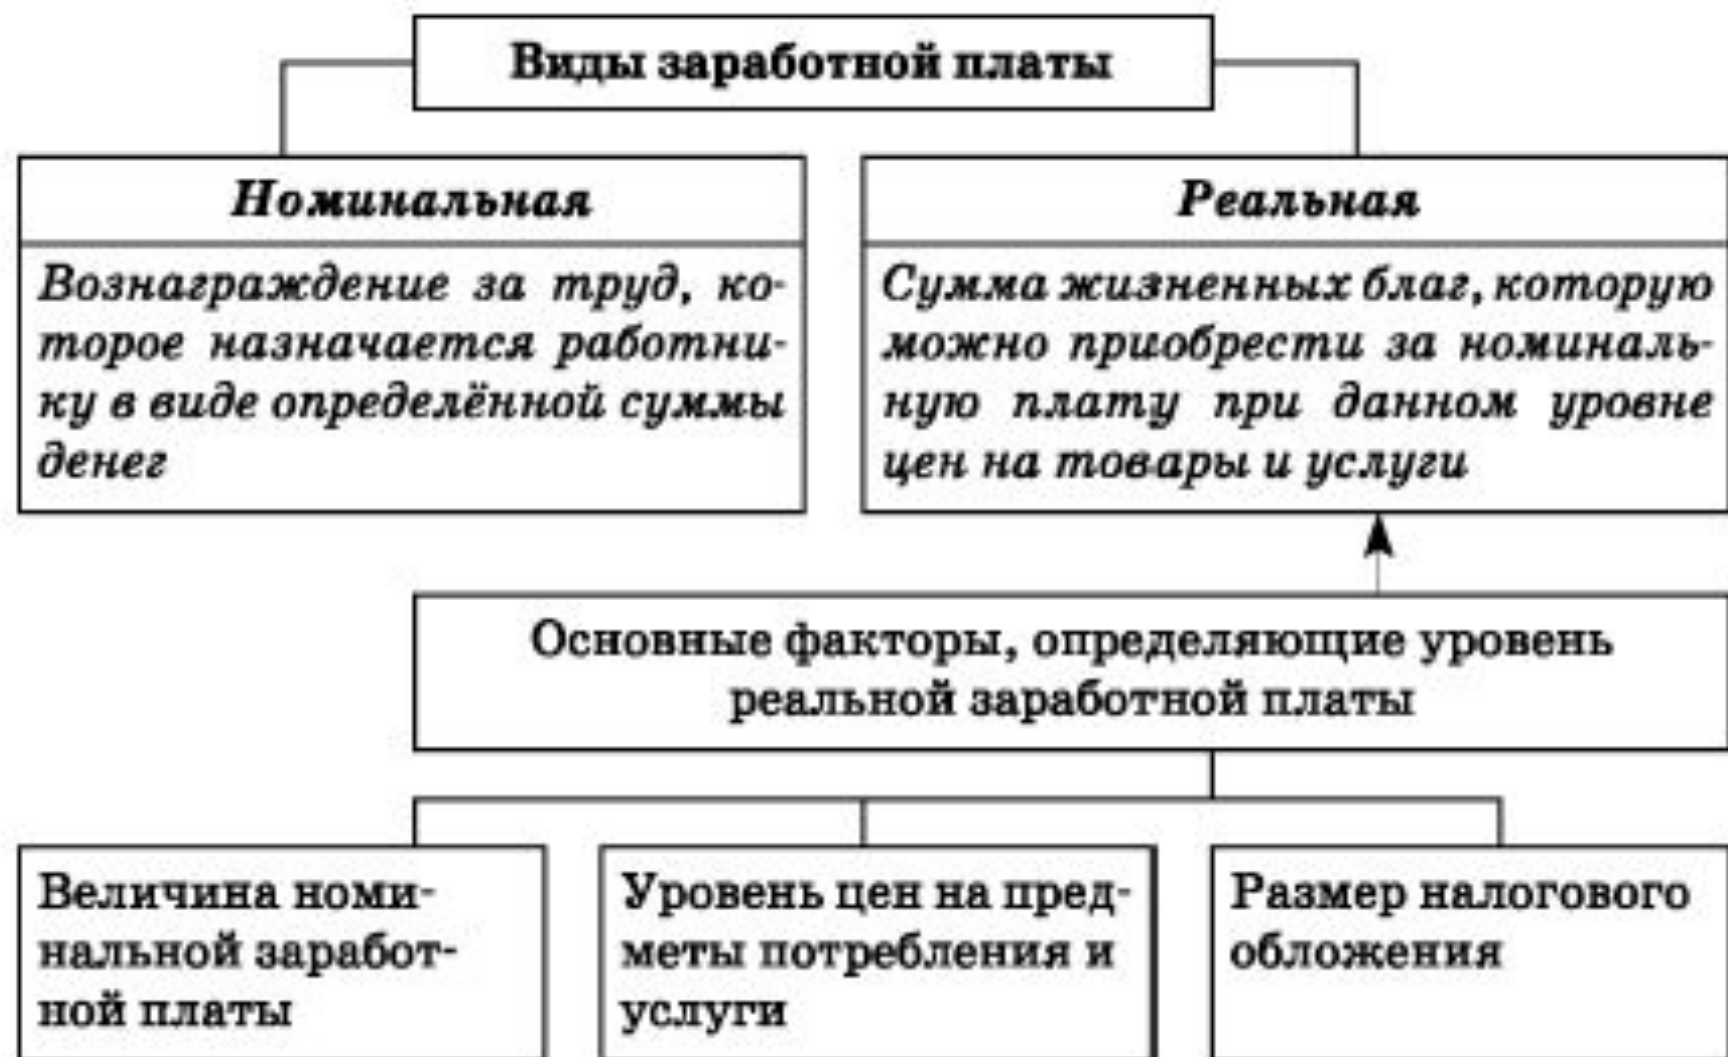 Виды заработной платы
Номинальная
Вознаграждение за труд, ко-
торое назначается работни-
ку в виде определённой суммы
денег
Реальная
Сумма жизненных благ, которую
можно приобрести за номиналь-
ную плату при данном уровне
цен на товары и услуги
Основные факторы, определяющие уровень
реальной заработной платы
Величина номи-
нальной заработ-
ной платы
Уровень цен на пред-
меты потребления и
услуги
Размер налогового
обложения